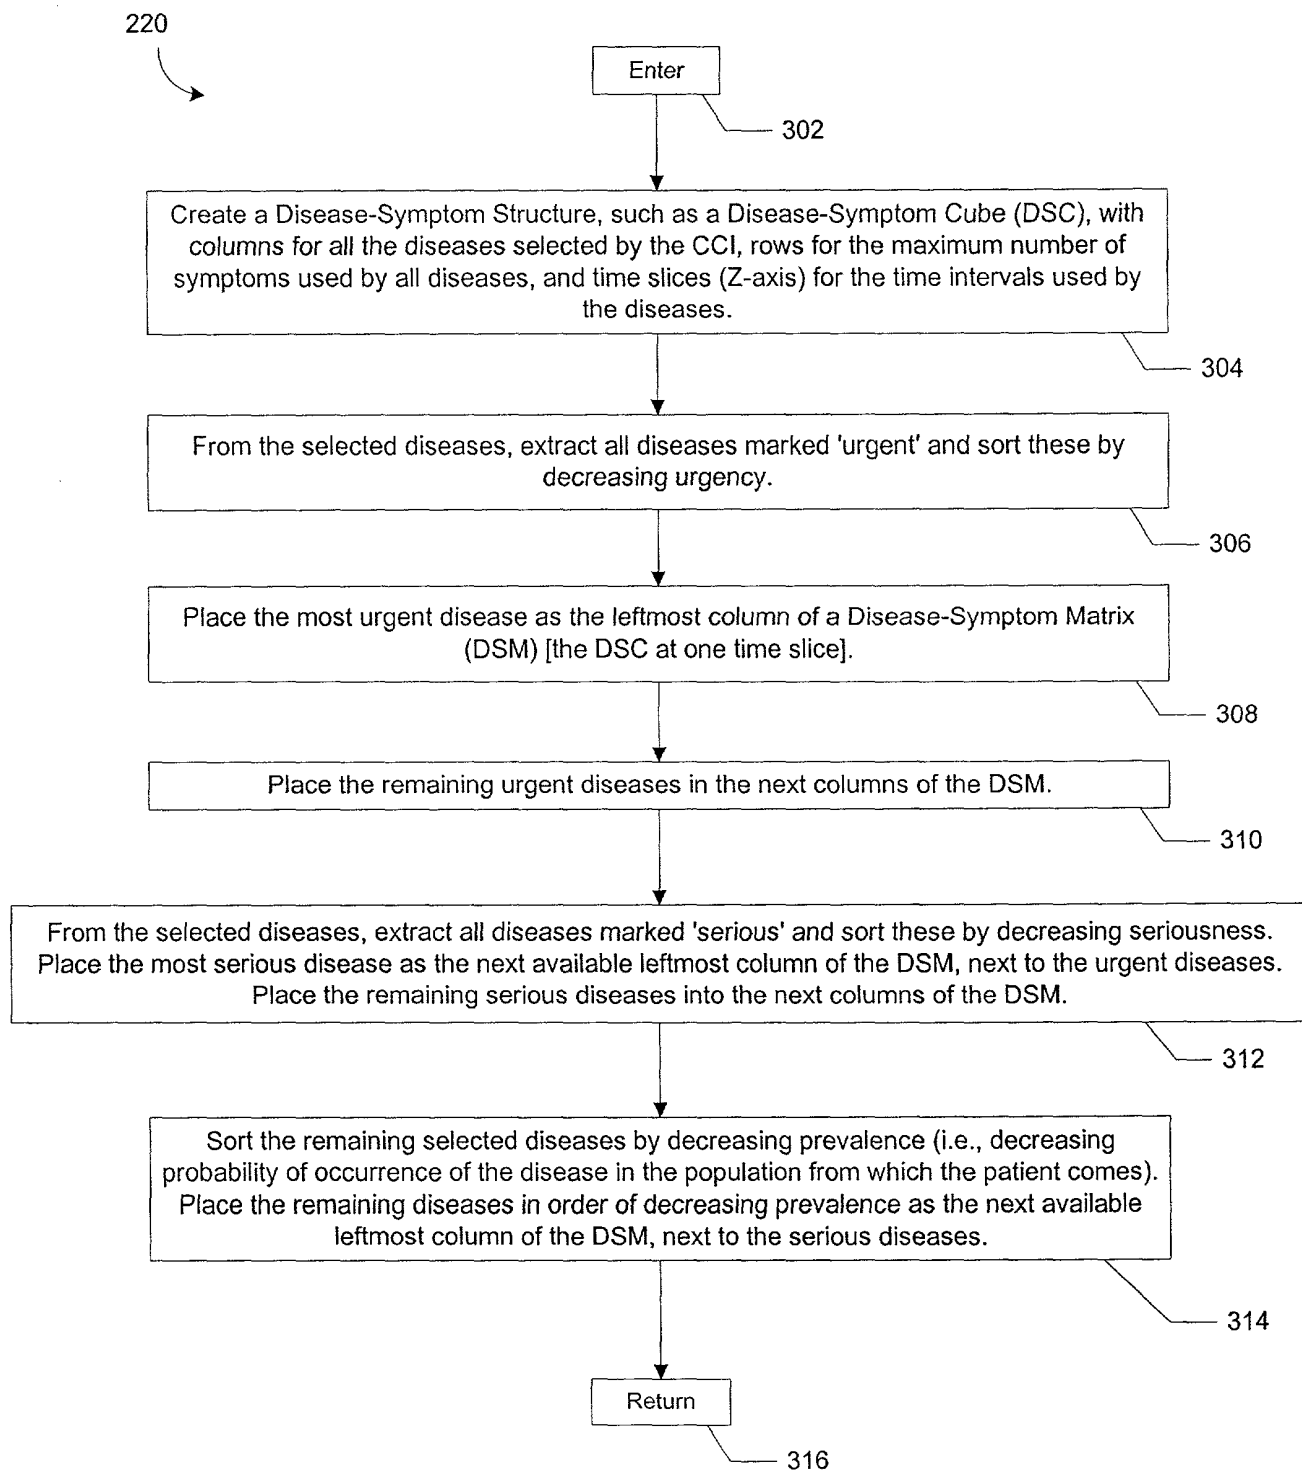 220
Enter
302
Create a Disease-Symptom Structure, such as a Disease-Symptom Cube (DSC), with
columns for all the diseases selected by the CCI, rows for the maximum number of
symptoms used by all diseases, and time slices (Z-axis) for the time intervals used by
the diseases.
304
From the selected diseases, extract all diseases marked 'urgent' and sort these by
decreasing urgency.
306
Place the most urgent disease as the leftmost column of a Disease-Symptom Matrix
(DSM) [the DSC at one time slice].
308
Place the remaining urgent diseases in the next columns of the DSM.
310
From the selected diseases, extract all diseases marked 'serious' and sort these by decreasing seriousness.
Place the most serious disease as the next available leftmost column of the DSM, next to the urgent diseases.
Place the remaining serious diseases into the next columns of the DSM.
312
Sort the remaining selected diseases by decreasing prevalence (i.e., decreasing
probability of occurrence of the disease in the population from which the patient comes).
Place the remaining diseases in order of decreasing prevalence as the next available
leftmost column of the DSM, next to the serious diseases.
314
Return
316